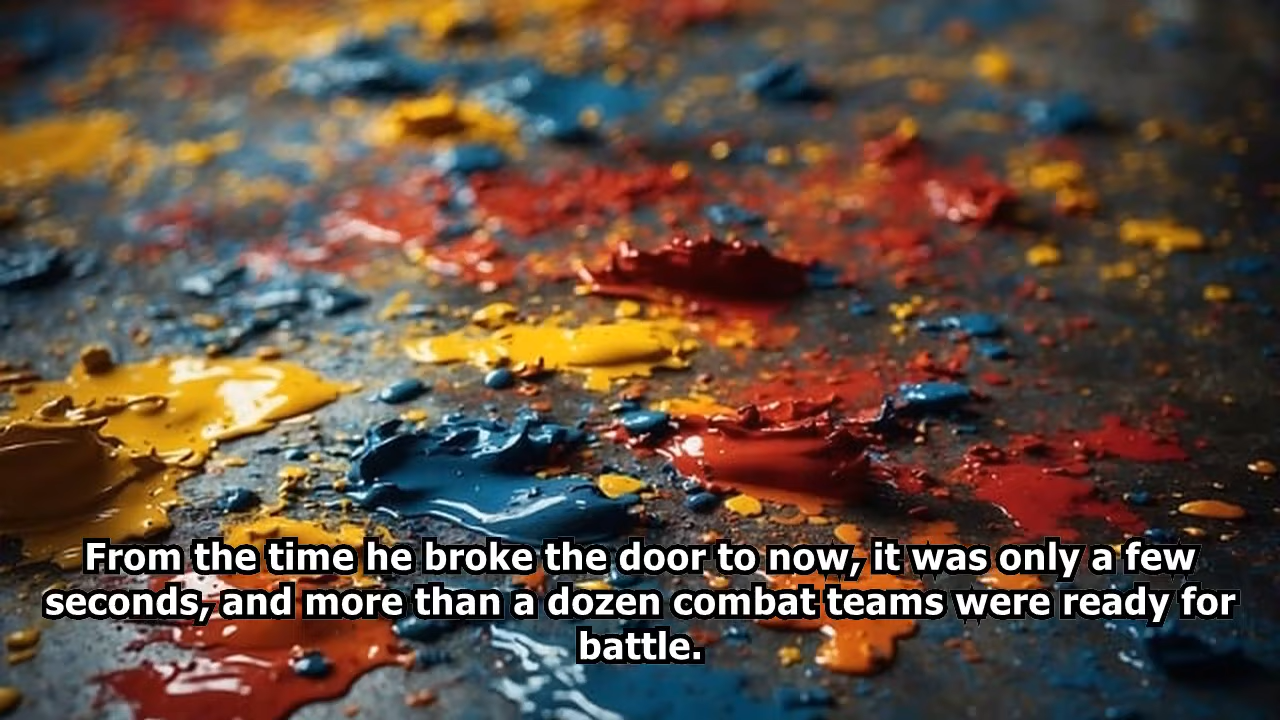 From the time he broke the door to now, it was only a few
seconds, and more than a dozen combat teams were ready for
battle.